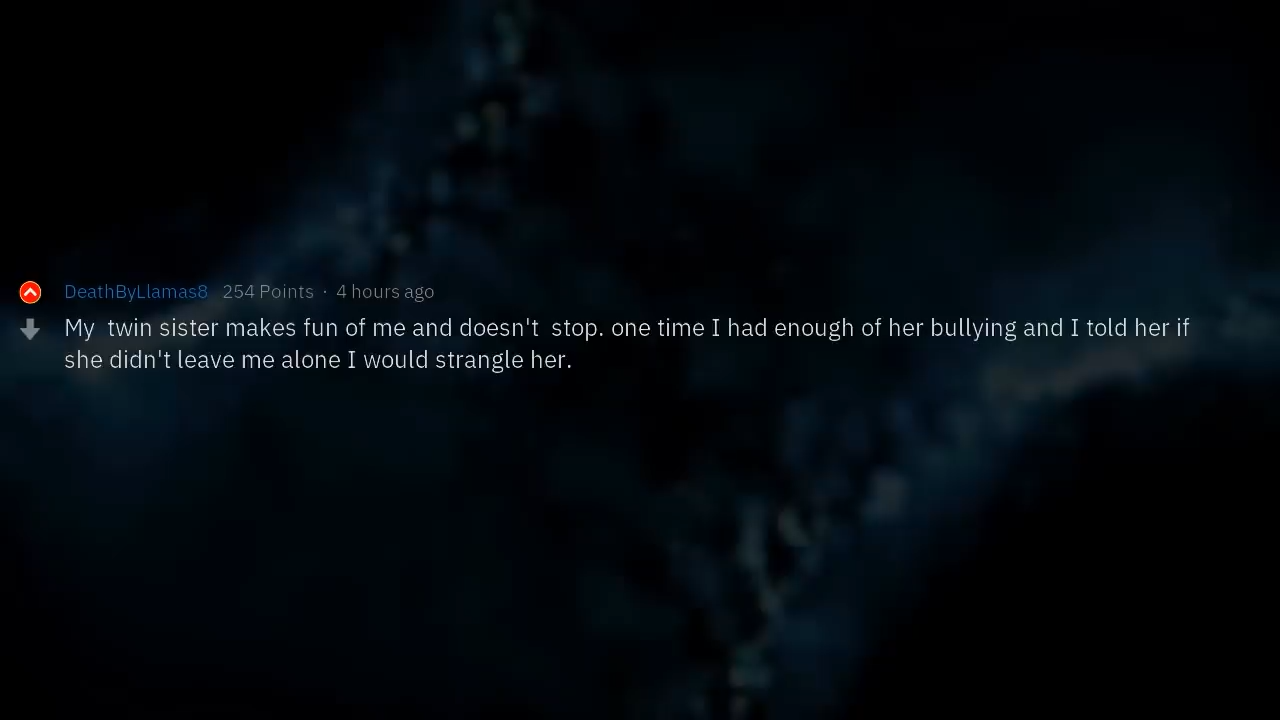 DeathByLlamas8 254 Points · 4 hours ago
My twin sister makes fun of me and doesn't stop. one time I had enough of her bullying and I told her if
she didn't leave me alone I would strangle her.